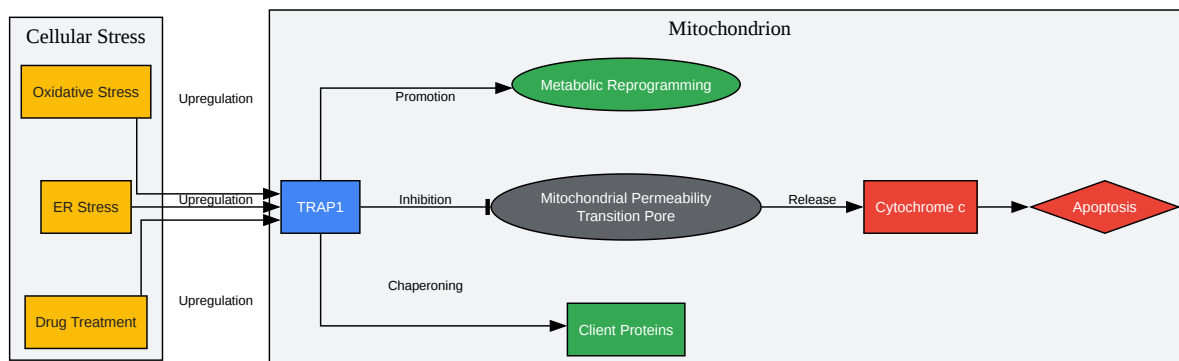 Cellular Stress
Oxidative Stress
ER Stress
Drug Treatment
Upregulation
Upregulation
Upregulation
Mitochondrion
TRAP1
Promotion
Metabolic Reprogramming
Inhibition
Mitochondrial Permeability
Transition Pore
Release
Cytochrome c
Apoptosis
Chaperoning
Client Proteins